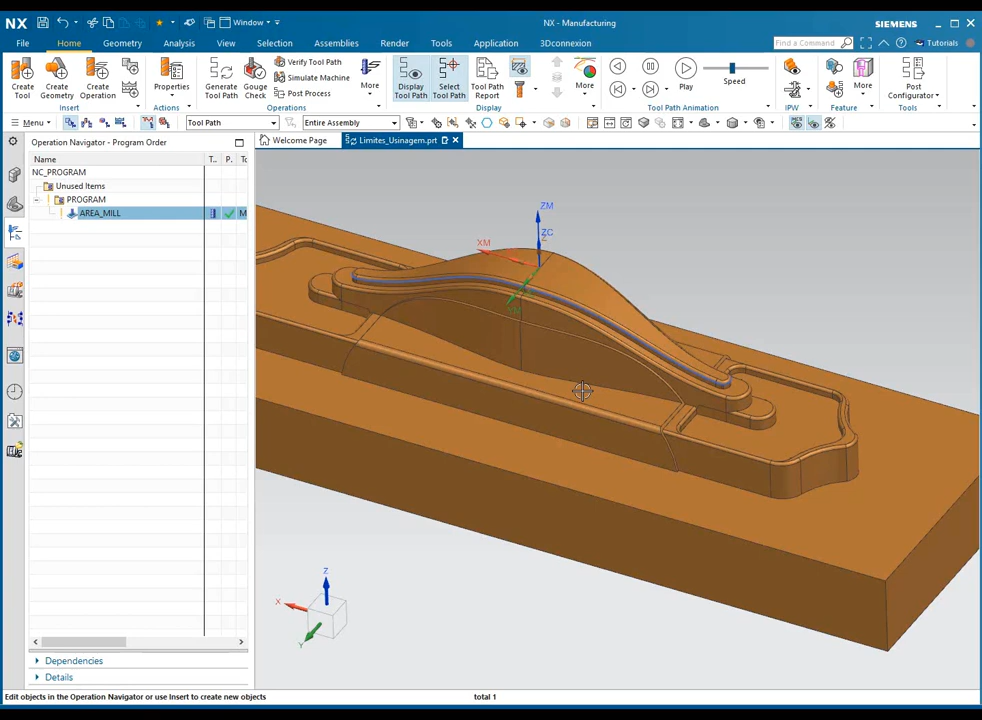 NX Window NX - Manufacturing SIEMENS
File Home Geometry Analysis View Selection Assemblies Render Tools Application 3Dconnexion Find a Command Tutorials
Create Tool
Create Geometry
Create Operation
Properties
Generate Tool Path
Gouge Check
Verify Tool Path
Simulate Machine
Post Process
More
Display Tool Path
Select Tool Path
Tool Path Report
More
Play
Speed
More
Post Configurator
Insert Actions Operations Display Tool Path Animation IPW Feature Tools
Menu Tool Path Entire Assembly
Operation Navigator - Program Order
Welcome Page Limites_Usinagem.prt
Name T.. P. To
NC_PROGRAM
Unused Items
PROGRAM
AREA_MILL M
ZM
ZC
Z
XM
Z
X
Y
Dependencies
Details
Edit objects in the Operation Navigator or use Insert to create new objects total 1